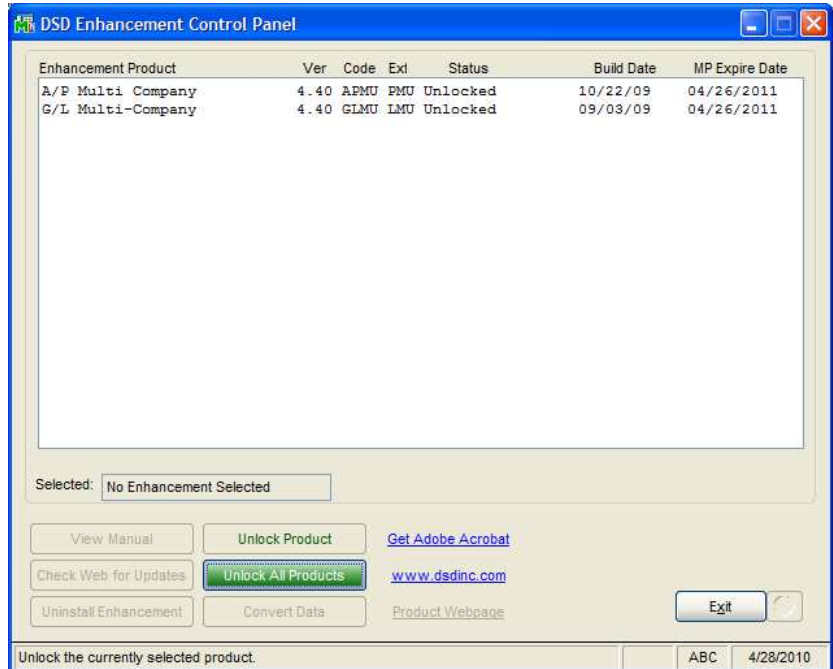 DSD Enhancement Control Panel
Enhancement Product Ver Code Ext Status Build Date MP Expire Date
A/P Multi Company 4.40 APMU PMU Unlocked 10/22/09 04/26/2011
G/L Multi-Company 4.40 GLMU LMU Unlocked 09/03/09 04/26/2011
Selected: No Enhancement Selected
View Manual Unlock Product Get Adobe Acrobat
Check Web for Updates Unlock All Products www.dsdinc.com
Uninstall Enhancement Convert Data Product Webpage Exit
Unlock the currently selected product. ABC 4/28/2010